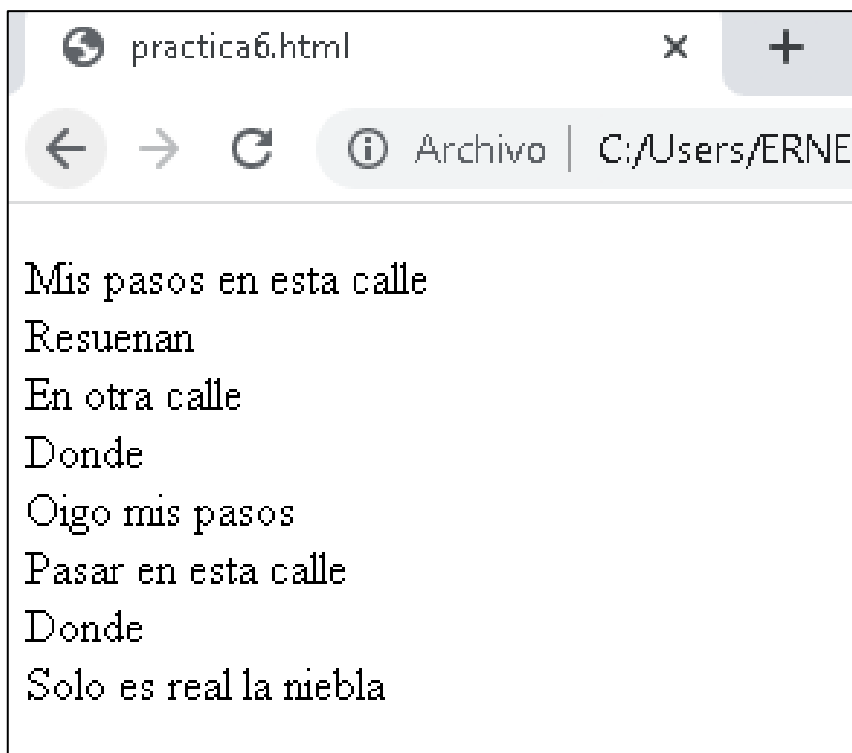 practica6.html
Archivo | C:/Users/ERNE
Mis pasos en esta calle
Resuenan
En otra calle
Donde
Oigo mis pasos
Pasar en esta calle
Donde
Solo es real la niebla